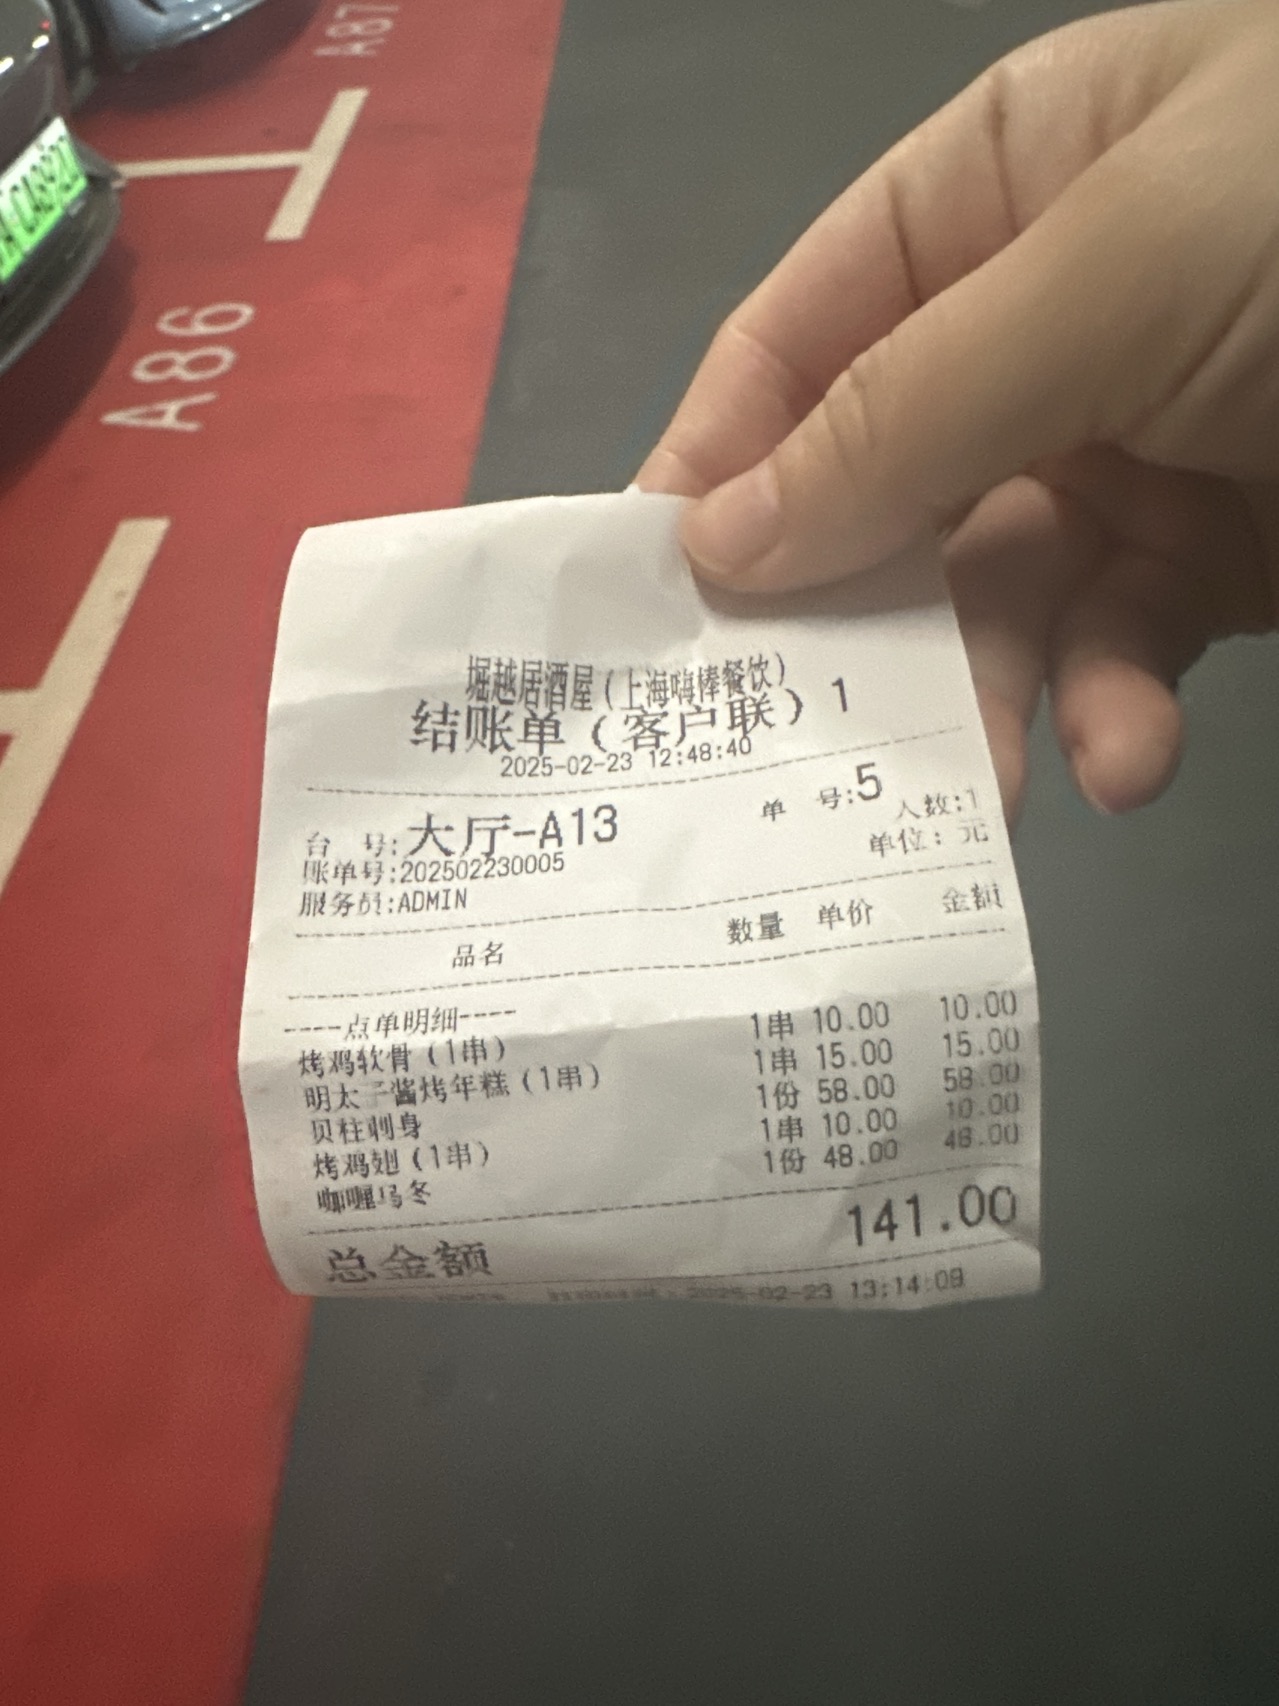 A87
A86
堀越居酒屋(上海嗨棒餐饮)
结账单(客户联)1
2025-02-23 12:48:40
台 号:大厅-A13 单 号:5 人数:1
账单号:202502230005 单位: 元
服务员:ADMIN
品名 数量 单价 金额
----点单明细----
烤鸡软骨(1串) 1串 10.00 10.00
明太子酱烤年糕(1串) 1串 15.00 15.00
贝柱刺身 1份 58.00 58.00
烤鸡翅(1串) 1串 10.00 10.00
咖喱乌冬 1份 48.00 48.00
总金额 141.00
2025-02-23 13:14:09